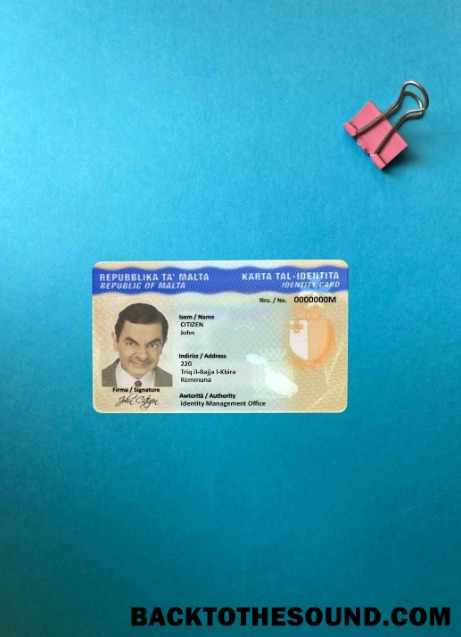 REPUBBLIKA TA' MALTA
REPUBLIC OF MALTA
KARTA TAL-IDENTITA
IDENTITY CARD
Nru. / No. 0000000M
Isem / Name
CITIZEN
John
Indirizz / Address
220
Triq il-Bajja l-Kbira
Kommuna
Firma / Signature
John Citizen
Awtorità / Authority
Identity Management Office
BACKTOTHESOUND.COM